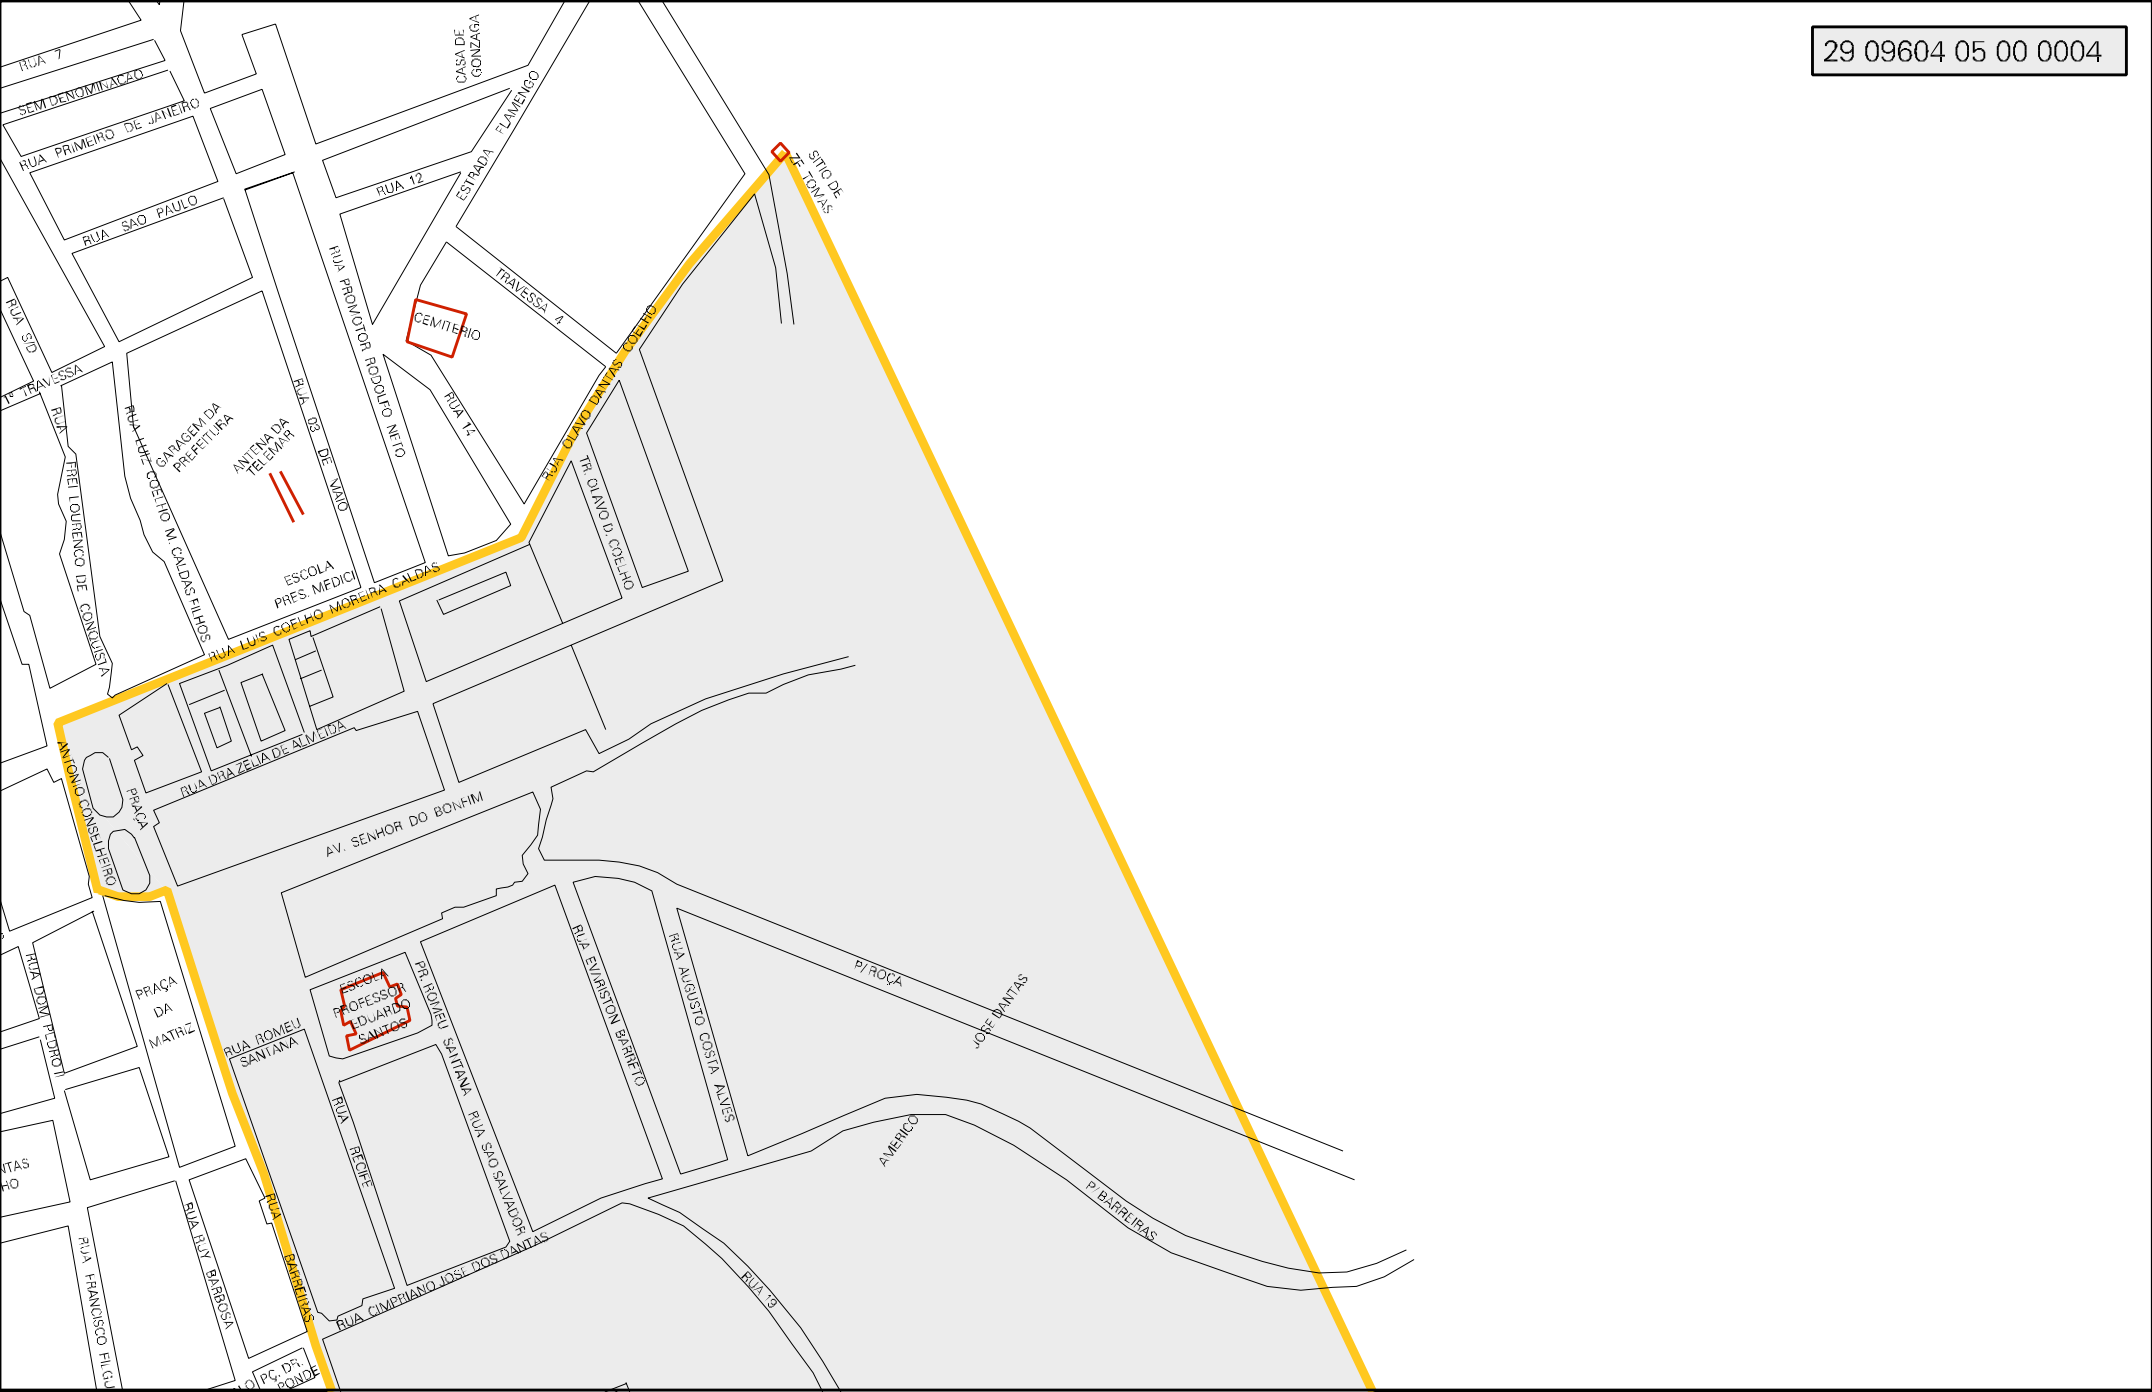 29 09604 05 00 0004
CASA DE
GONZAGA
RUA 7
SEM DENOMINACAO
RUA PRIMEIRO DE JANEIRO
ESTRADA FLAMENGO
RUA 12
RUA SAO PAULO
SITIO DE
ZE TOMAS
RUA PROMOTOR RODOLFO NETO
TRAVESSA 4
CEMITERIO
RUA S/D
1ª TRAVESSA
RUA OLAVO DANTAS COELHO
RUA 14
RUA 03 DE MAIO
GARAGEM DA
PREFEITURA
ANTENA DA
TELEMAR
RUA LUIZ COELHO M. CALDAS FILHOS
RUA FREI LOURENCO DE CONQUISTA
TR. OLAVO D. COELHO
ESCOLA
PRES. MEDICI
RUA LUIS COELHO MOREIRA CALDAS
ANTONIO CONSELHEIRO
PRAÇA
RUA DRA ZELIA DE ALMEIDA
AV. SENHOR DO BONFIM
RUA DOM PEDRO II
PRAÇA
DA
MATRIZ
ESCOLA
PROFESSOR
EDUARDO
SANTOS
RUA ROMEU
SANTANA
PR. ROMEU SANTANA
RUA EVARISTON BARRETO
RUA AUGUSTO COSTA ALVES
P/ ROÇA
JOSE DANTAS
AMERICO
P/ BARREIRAS
RUA RECIFE
RUA SAO SALVADOR
NTAS
HO
RUA BARREIRAS
RUA RUY BARBOSA
RUA FRANCISCO FILGU
RUA CIMPRIANO JOSE DOS DANTAS
RUA 19
PÇ. DR.
PONDE